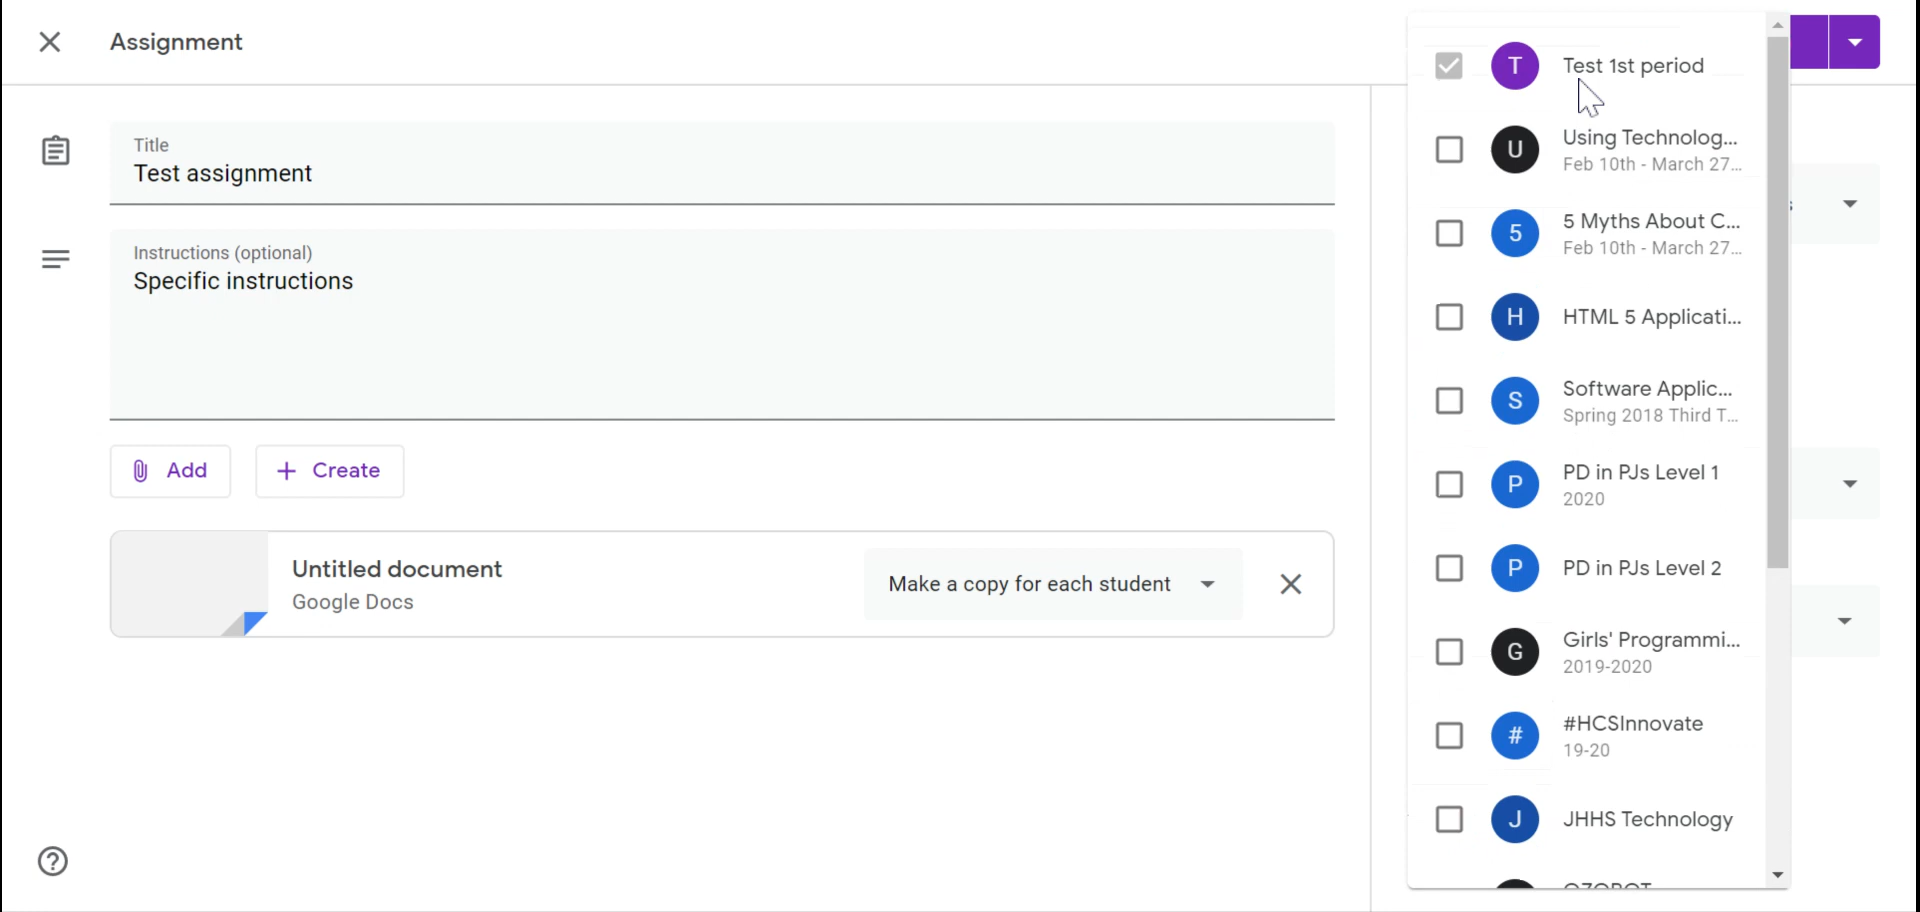 Assignment
Title
Test assignment
Instructions (optional)
Specific instructions
Add
Create
Untitled document
Google Docs
Make a copy for each student
T
Test 1st period
U
Using Technolog...
Feb 10th - March 27...
5
5 Myths About C...
Feb 10th - March 27...
H
HTML 5 Applicati...
S
Software Applic...
Spring 2018 Third T...
P
PD in PJs Level 1
2020
P
PD in PJs Level 2
G
Girls' Programmi...
2019-2020
#
#HCSInnovate
19-20
J
JHHS Technology